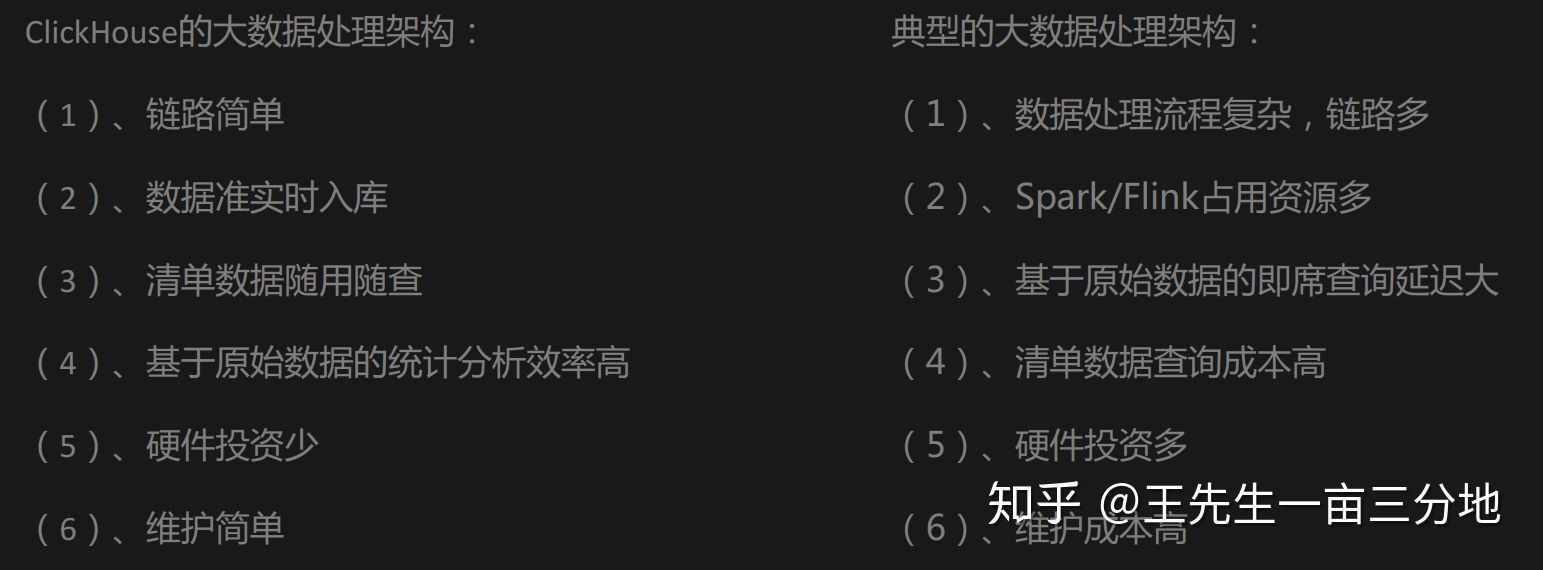 ClickHouse的大数据处理架构：
（1）、链路简单
（2）、数据准实时入库
（3）、清单数据随用随查
（4）、基于原始数据的统计分析效率高
（5）、硬件投资少
（6）、维护简单
典型的大数据处理架构：
（1）、数据处理流程复杂，链路多
（2）、Spark/Flink占用资源多
（3）、基于原始数据的即席查询延迟大
（4）、清单数据查询成本高
（5）、硬件投资多
（6）、维护成本高
知乎 @王先生一亩三分地